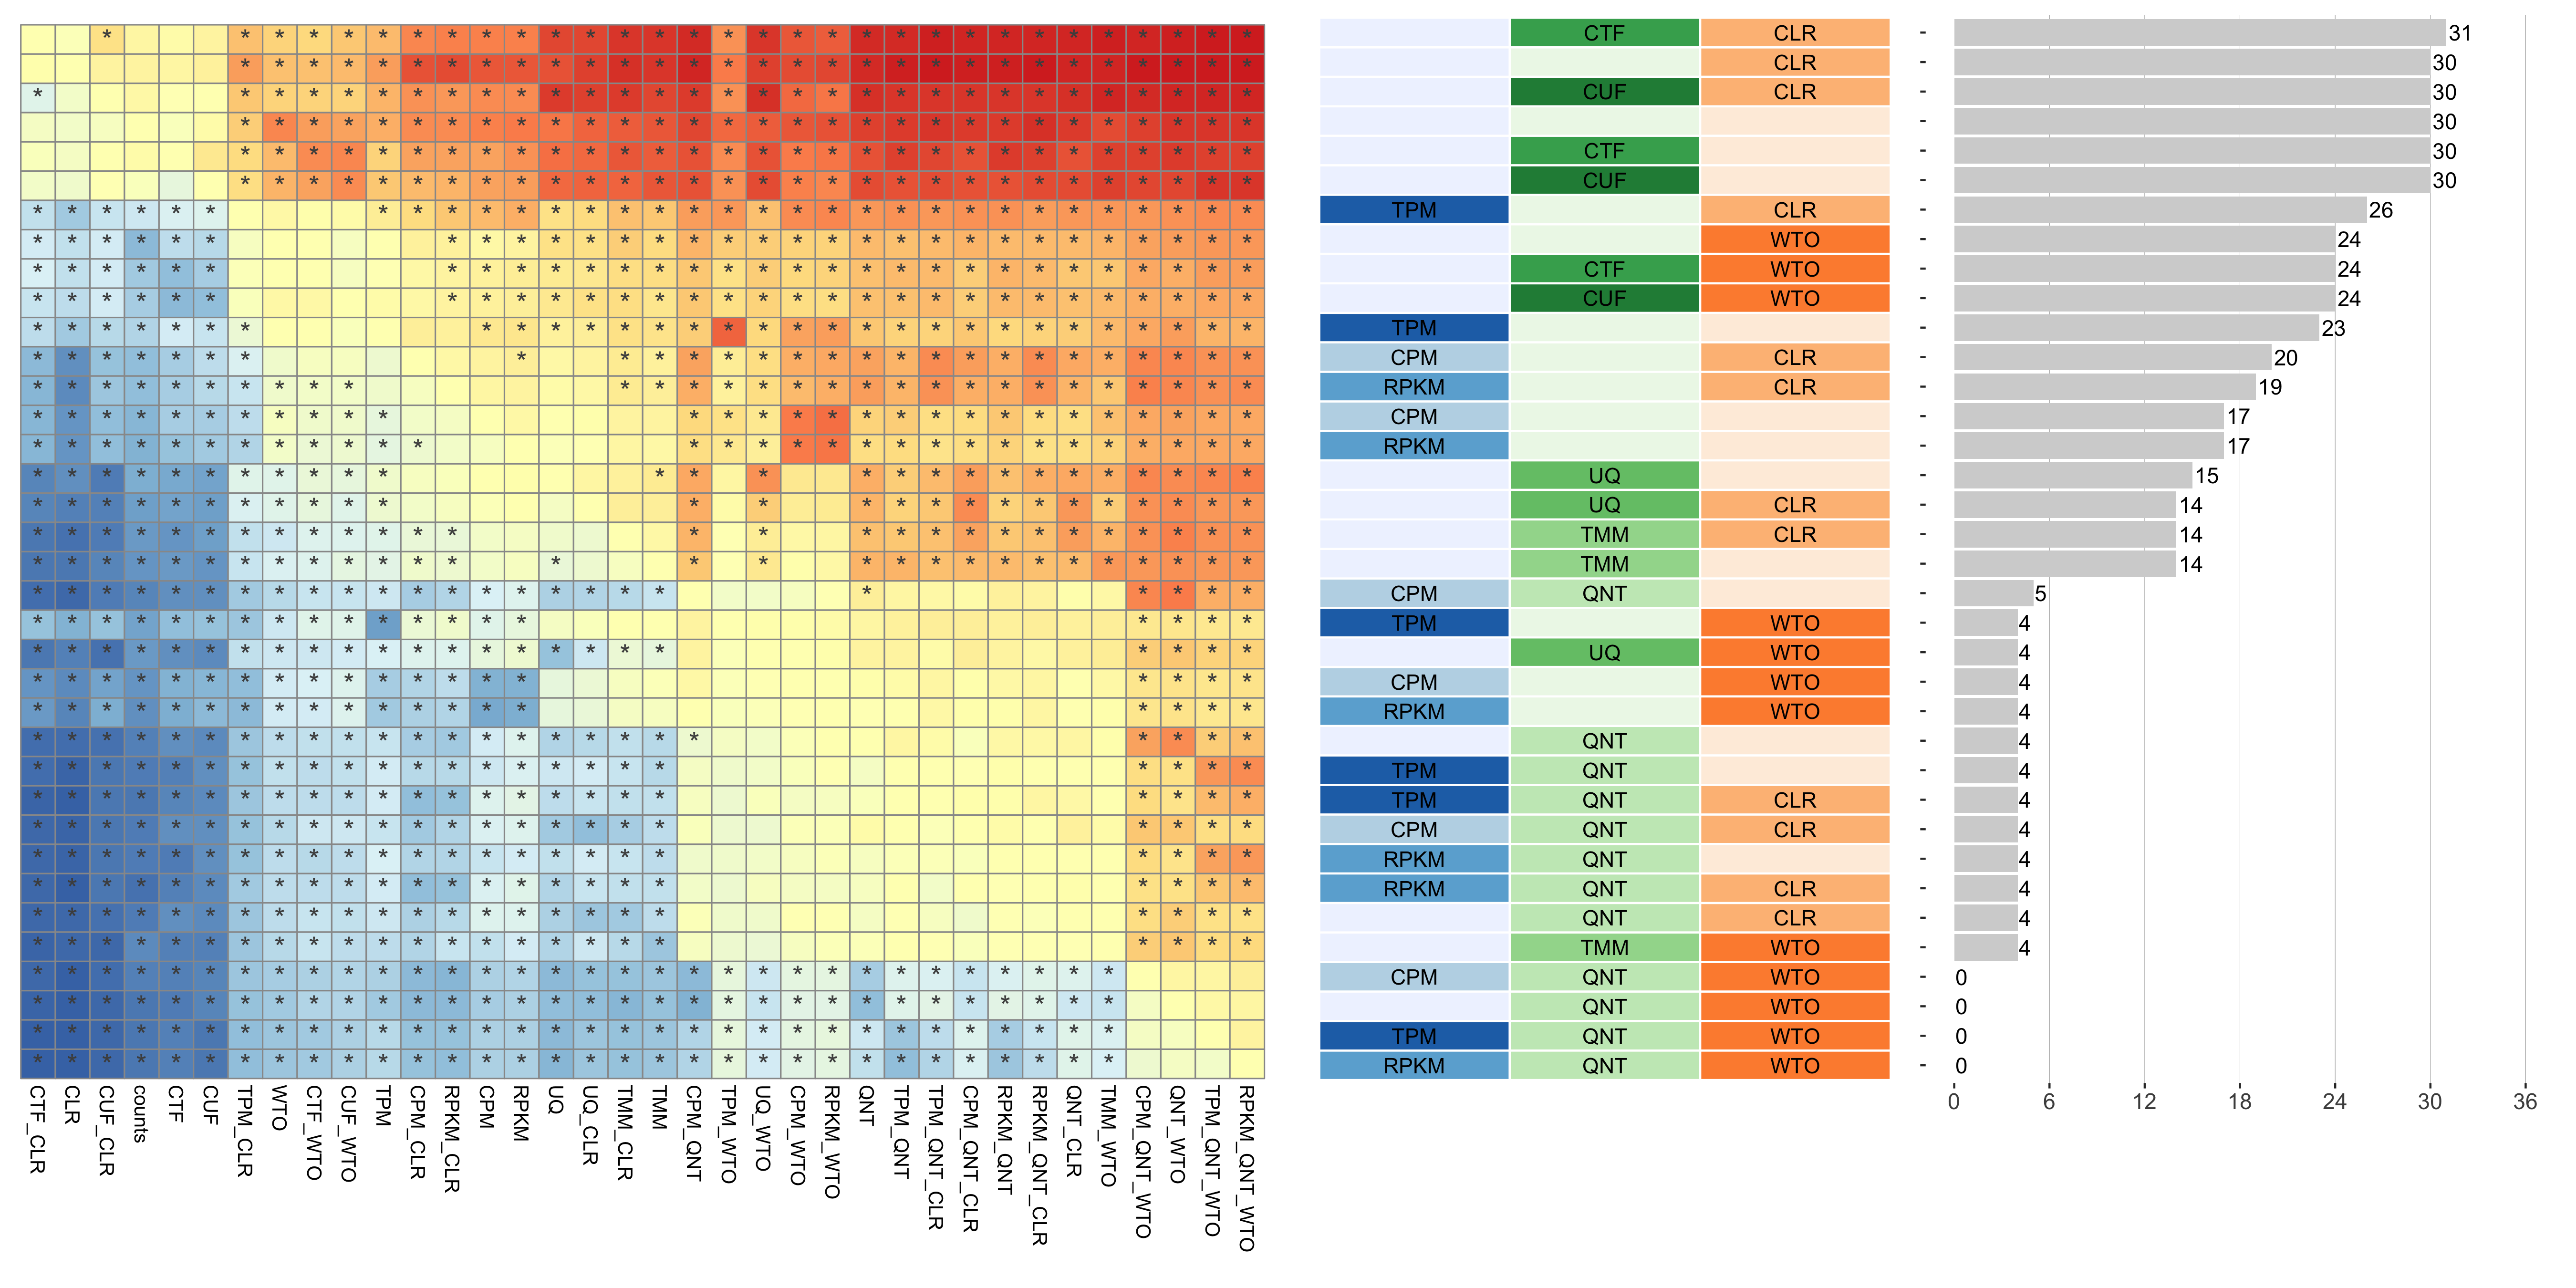 CTF CLR - 31
CLR - 30
CUF CLR - 30
- 30
CTF - 30
CUF - 30
TPM CLR - 26
WTO - 24
CTF WTO - 24
CUF WTO - 24
TPM - 23
CPM CLR - 20
RPKM CLR - 19
CPM - 17
RPKM - 17
UQ - 15
UQ CLR - 14
TMM CLR - 14
TMM - 14
CPM QNT - 5
TPM WTO - 4
UQ WTO - 4
CPM WTO - 4
RPKM WTO - 4
QNT - 4
TPM QNT - 4
TPM QNT CLR - 4
CPM QNT CLR - 4
RPKM QNT - 4
RPKM QNT CLR - 4
QNT CLR - 4
TMM WTO - 4
CPM QNT WTO - 0
QNT WTO - 0
TPM QNT WTO - 0
RPKM QNT WTO - 0
CTF_CLR
CLR
CUF_CLR
counts
CTF
CUF
TPM_CLR
WTO
CTF_WTO
CUF_WTO
TPM
CPM_CLR
RPKM_CLR
CPM
RPKM
UQ
UQ_CLR
TMM_CLR
TMM
CPM_QNT
TPM_WTO
UQ_WTO
CPM_WTO
RPKM_WTO
QNT
TPM_QNT
TPM_QNT_CLR
CPM_QNT_CLR
RPKM_QNT
RPKM_QNT_CLR
QNT_CLR
TMM_WTO
CPM_QNT_WTO
QNT_WTO
TPM_QNT_WTO
RPKM_QNT_WTO
0 6 12 18 24 30 36